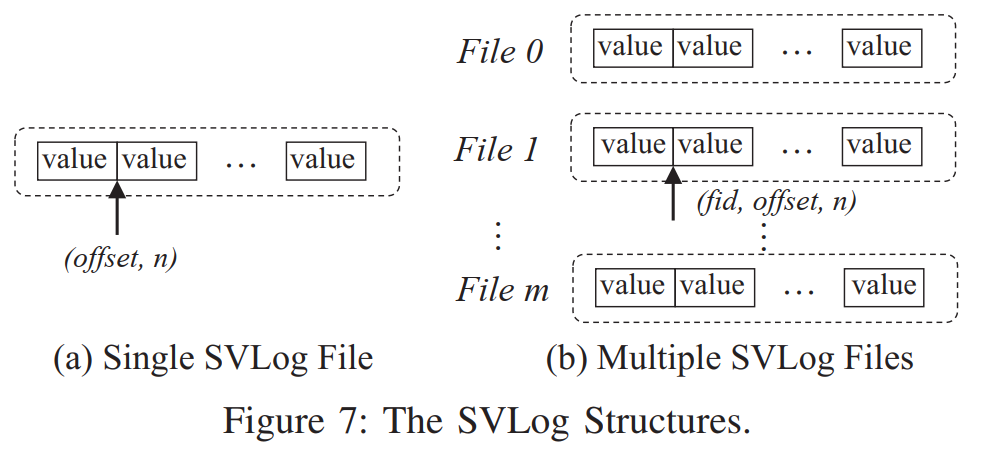 value value … value
(offset, n)
(a) Single SVLog File
File 0 value value … value
File 1 value value … value
(fid, offset, n)
⋮ ⋮
File m value value … value
(b) Multiple SVLog Files
Figure 7: The SVLog Structures.